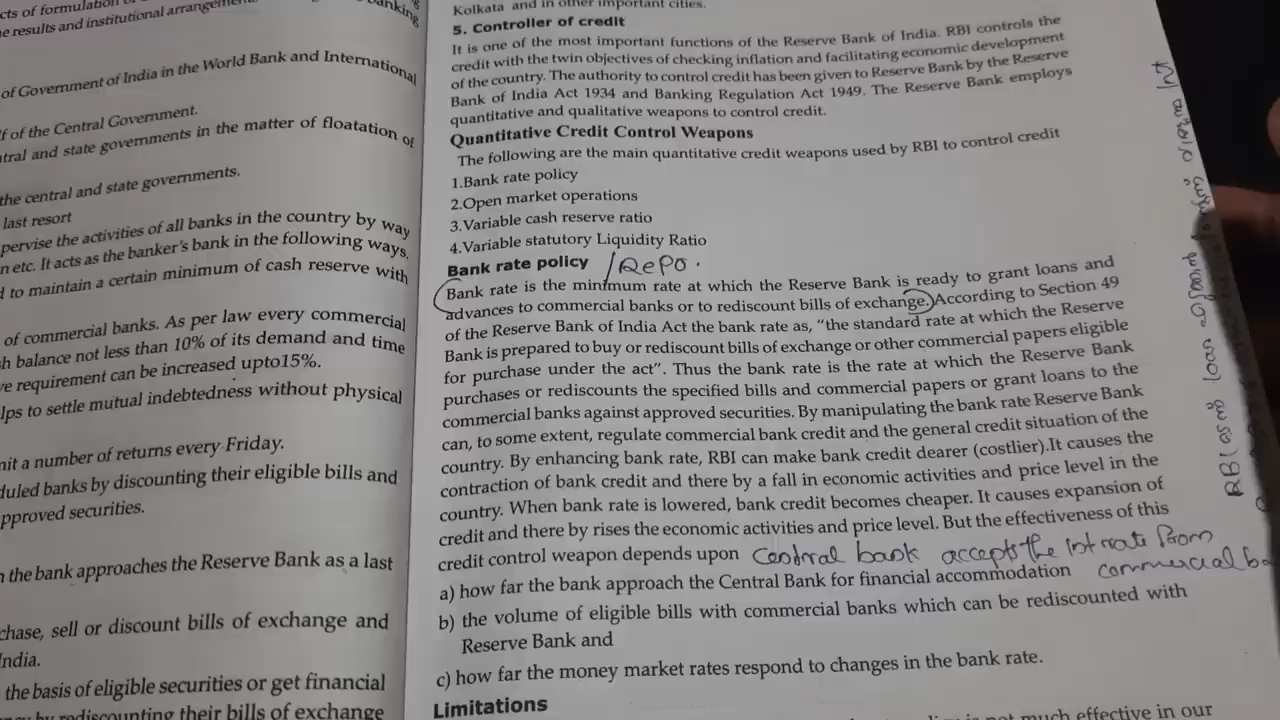 cts of formulation
e results and institutional arrangeme
anking
of Government of India in the World Bank and International
f of the Central Government.
ntral and state governments in the matter of floatation of
the central and state governments.
last resort
pervise the activities of all banks in the country by way
n etc. It acts as the banker's bank in the following ways,
d to maintain a certain minimum of cash reserve with
of commercial banks. As per law every commercial
h balance not less than 10% of its demand and time
ve requirement can be increased upto15%.
lps to settle mutual indebtedness without physical
nit a number of returns every Friday.
duled banks by discounting their eligible bills and
pproved securities.
n the bank approaches the Reserve Bank as a last
chase, sell or discount bills of exchange and
India.
the basis of eligible securities or get financial
by rediscounting their bills of exchange
Kolkata and in other important cities.
5. Controller of credit
It is one of the most important functions of the Reserve Bank of India. RBI controls the
credit with the twin objectives of checking inflation and facilitating economic development
of the country. The authority to control credit has been given to Reserve Bank by the Reserve
Bank of India Act 1934 and Banking Regulation Act 1949. The Reserve Bank employs
quantitative and qualitative weapons to control credit.
Quantitative Credit Control Weapons
The following are the main quantitative credit weapons used by RBI to control credit
1.Bank rate policy
2.Open market operations
3.Variable cash reserve ratio
4.Variable statutory Liquidity Ratio
Bank rate policy /Repo.
Bank rate is the minimum rate at which the Reserve Bank is ready to grant loans and
advances to commercial banks or to rediscount bills of exchange. According to Section 49
of the Reserve Bank of India Act the bank rate as, "the standard rate at which the Reserve
Bank is prepared to buy or rediscount bills of exchange or other commercial papers eligible
for purchase under the act". Thus the bank rate is the rate at which the Reserve Bank
purchases or rediscounts the specified bills and commercial papers or grant loans to the
commercial banks against approved securities. By manipulating the bank rate Reserve Bank
can, to some extent, regulate commercial bank credit and the general credit situation of the
country. By enhancing bank rate, RBI can make bank credit dearer (costlier).It causes the
contraction of bank credit and there by a fall in economic activities and price level in the
country. When bank rate is lowered, bank credit becomes cheaper. It causes expansion of
credit and there by rises the economic activities and price level. But the effectiveness of this
credit control weapon depends upon central bank accepts the int rate from
commercial ba
a) how far the bank approach the Central Bank for financial accommodation
b) the volume of eligible bills with commercial banks which can be rediscounted with
Reserve Bank and
c) how far the money market rates respond to changes in the bank rate.
Limitations
not much effective in our
RBI loan